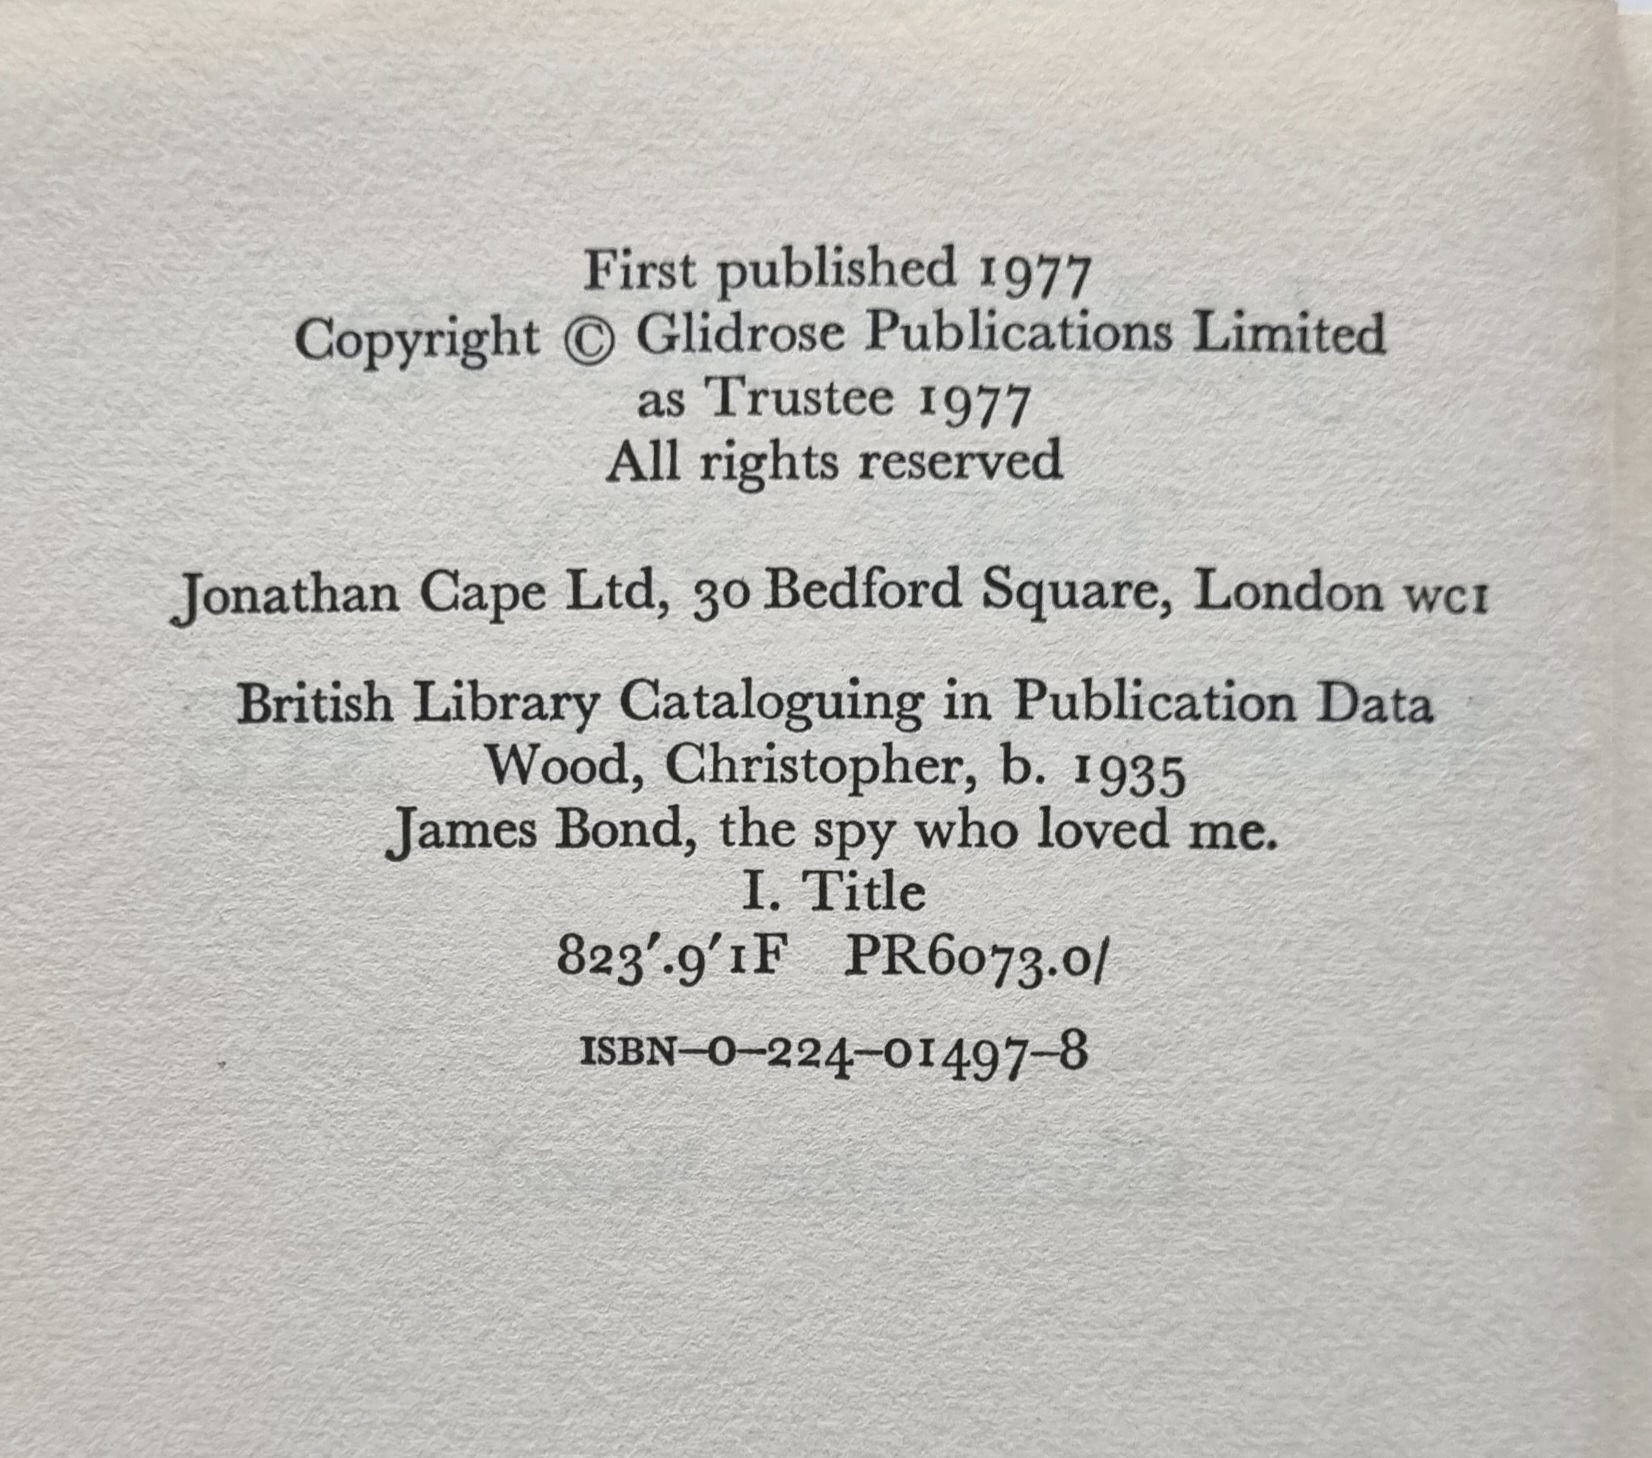 First published 1977
Copyright © Glidrose Publications Limited
as Trustee 1977
All rights reserved
Jonathan Cape Ltd, 30 Bedford Square, London WC1
British Library Cataloguing in Publication Data
Wood, Christopher, b. 1935
James Bond, the spy who loved me.
I. Title
823′.9′1F PR6073.0/
ISBN–0–224–01497–8